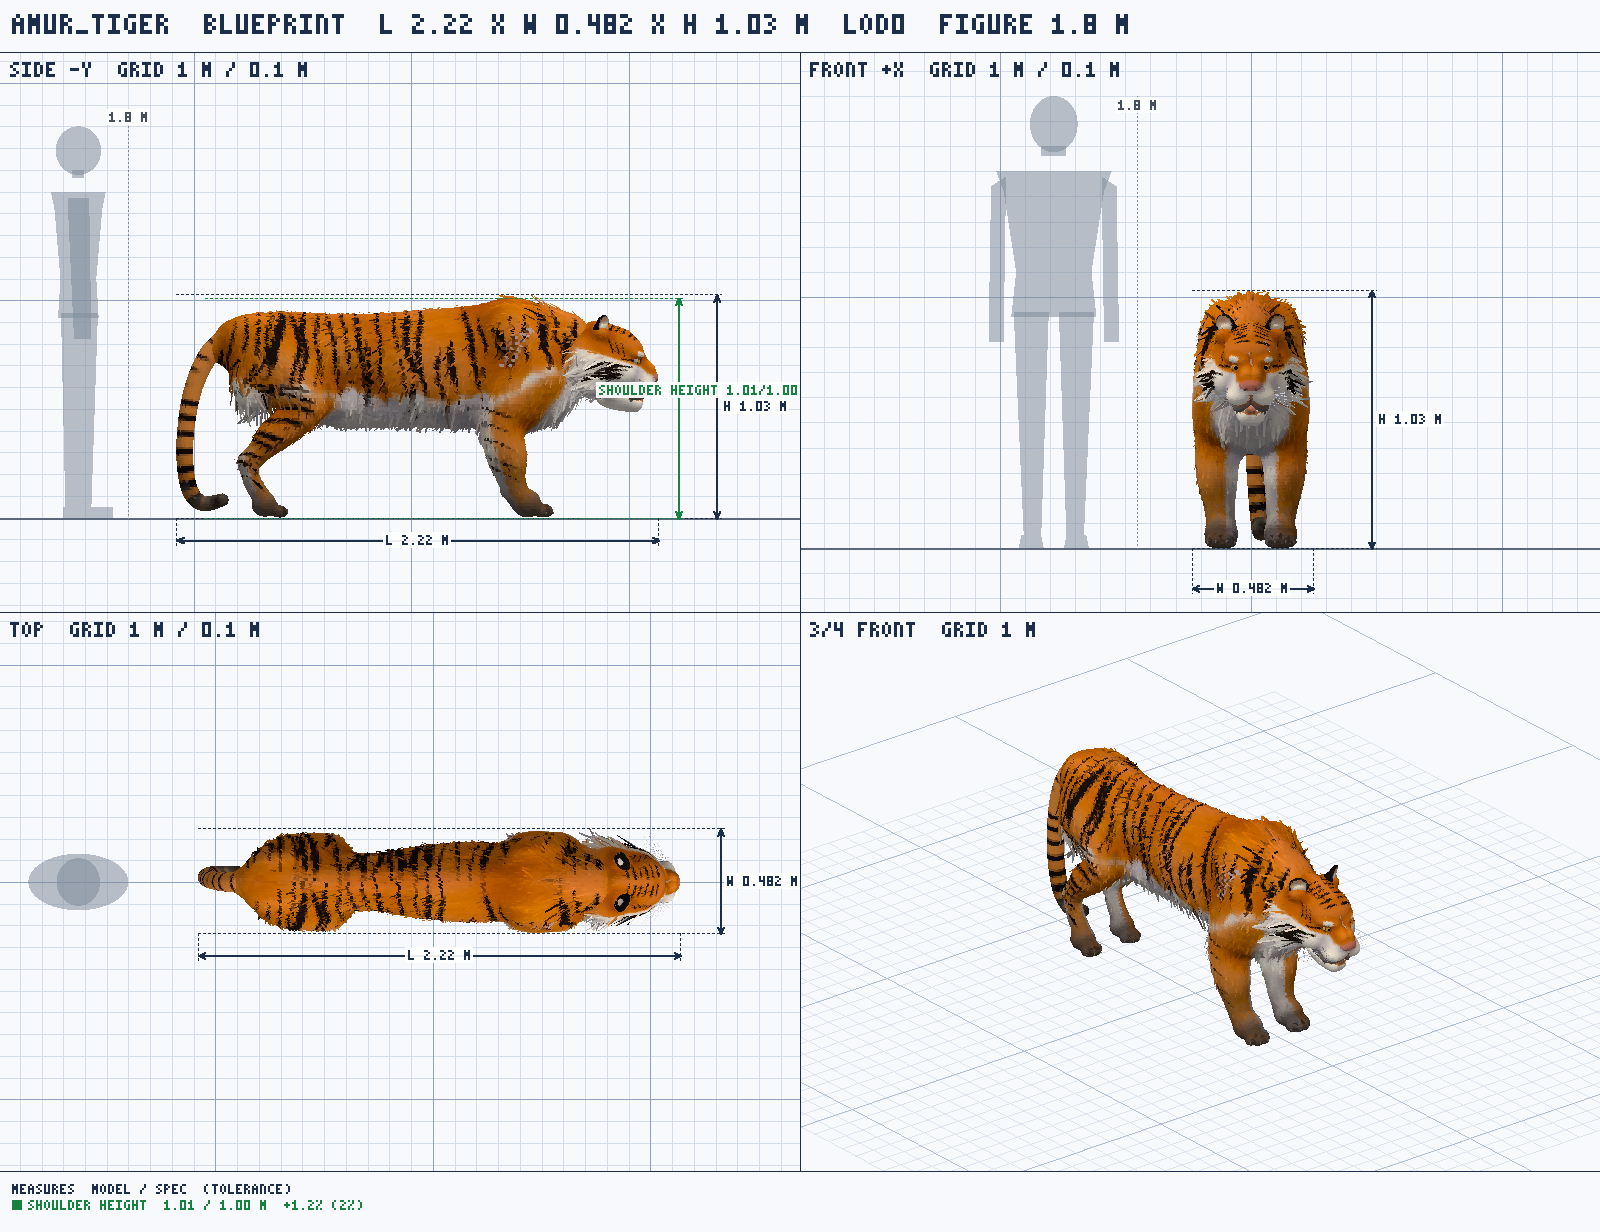 AMUR_TIGER BLUEPRINT L 2.22 X W 0.482 X H 1.03 M LOD0 FIGURE 1.8 M
SIDE -Y GRID 1 M / 0.1 M
1.8 M
SHOULDER HEIGHT 1.01/1.00
H 1.03 M
L 2.22 M
FRONT +X GRID 1 M / 0.1 M
1.8 M
H 1.03 M
W 0.482 M
TOP GRID 1 M / 0.1 M
W 0.482 M
L 2.22 M
3/4 FRONT GRID 1 M
MEASURES MODEL / SPEC (TOLERANCE)
SHOULDER HEIGHT 1.01 / 1.00 M +1.2% (2%)